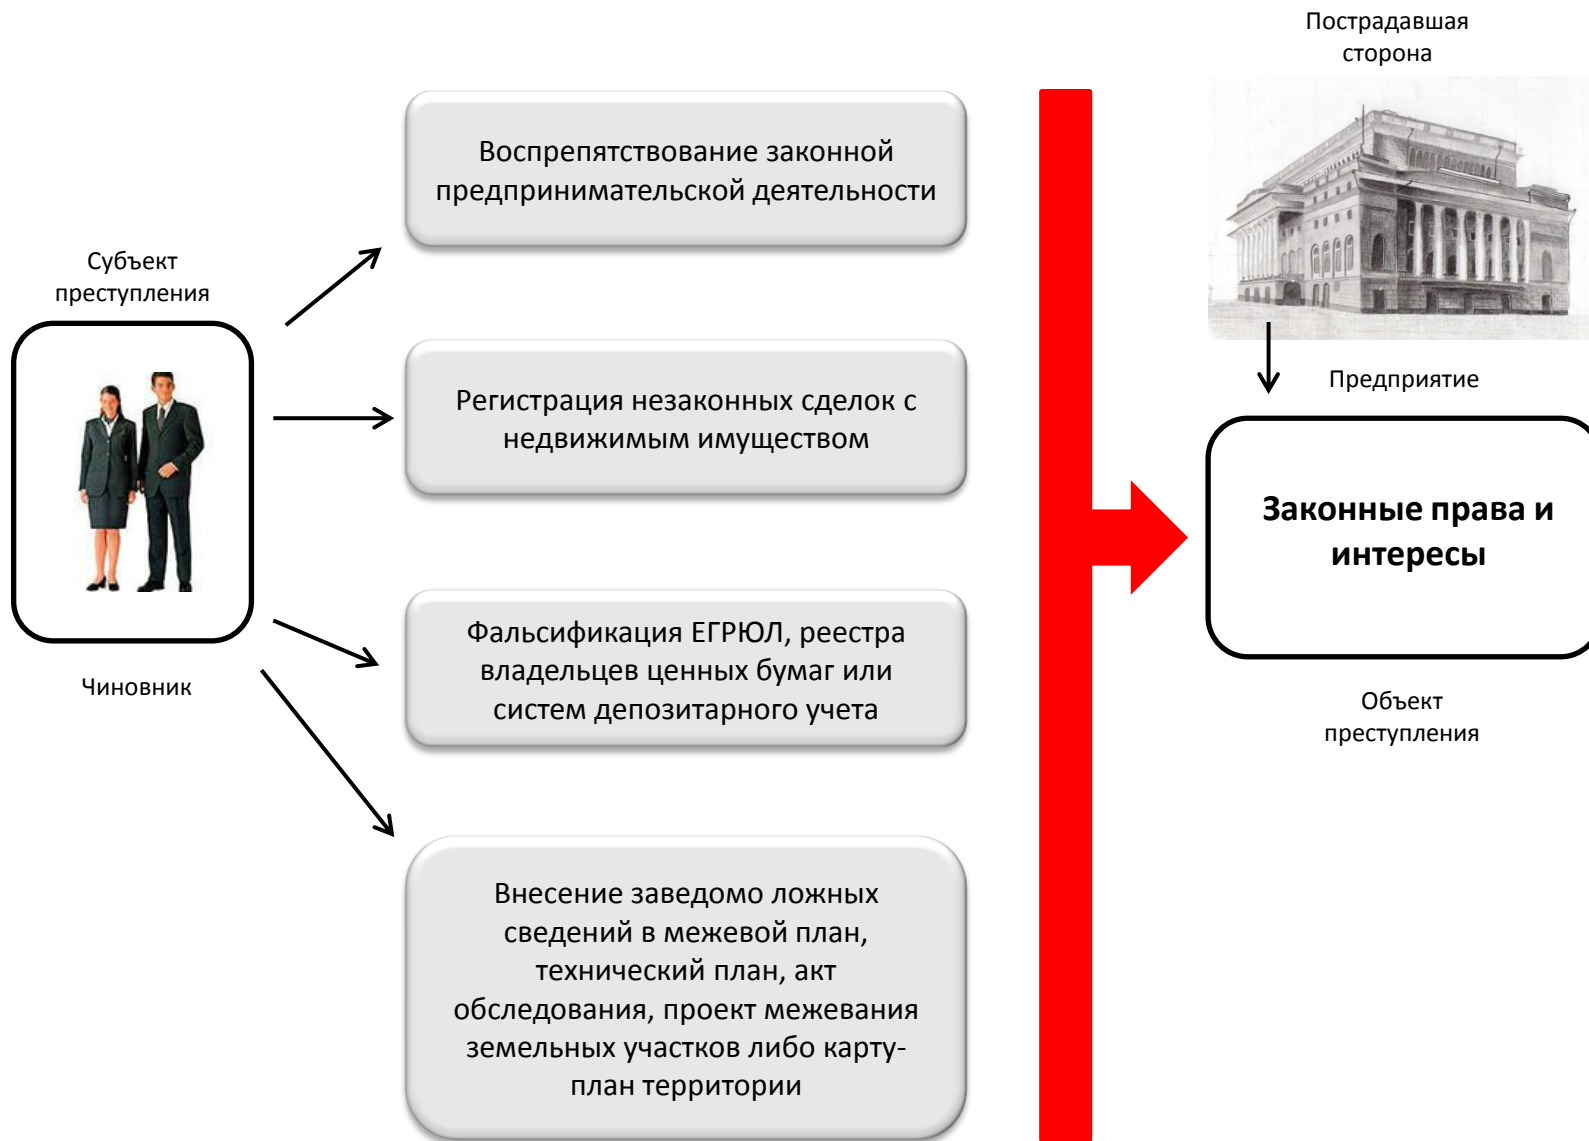 Субъект
преступления
Чиновник
Воспрепятствование законной
предпринимательской деятельности
Регистрация незаконных сделок с
недвижимым имуществом
Фальсификация ЕГРЮЛ, реестра
владельцев ценных бумаг или
систем депозитарного учета
Внесение заведомо ложных
сведений в межевой план,
технический план, акт
обследования, проект межевания
земельных участков либо карту-
план территории
Пострадавшая
сторона
Предприятие
Законные права и
интересы
Объект
преступления